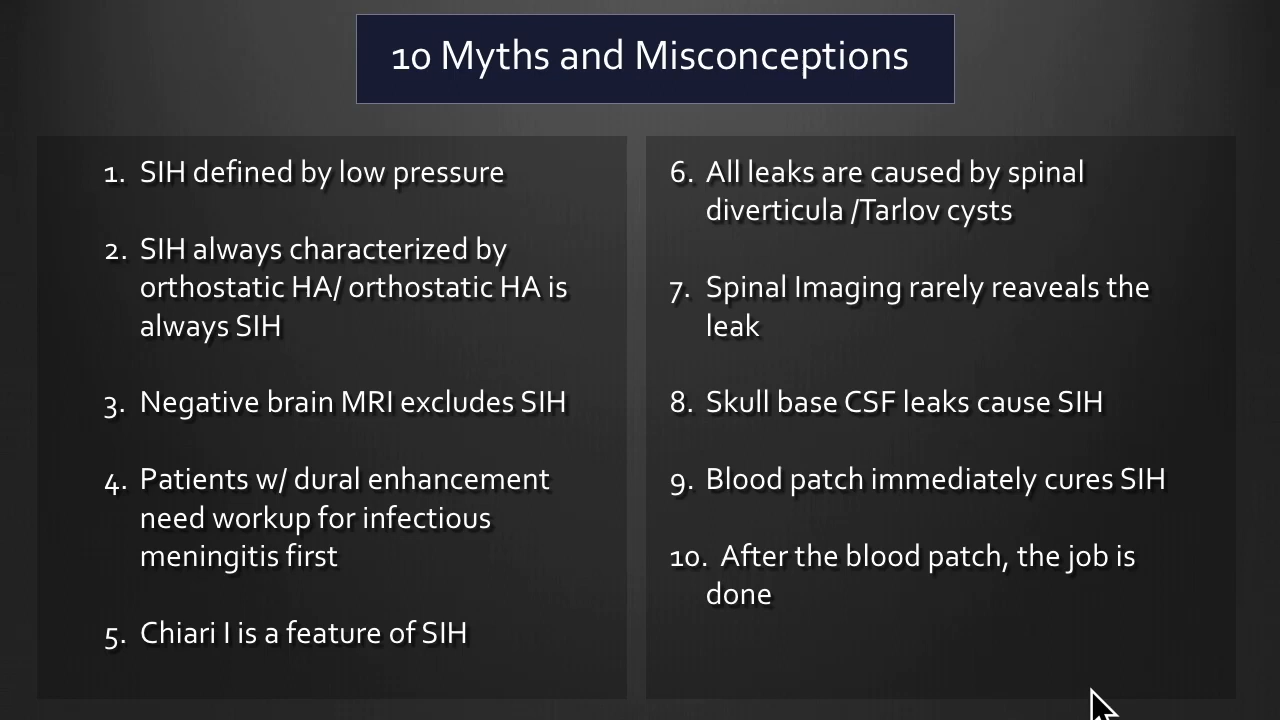 10 Myths and Misconceptions
1. SIH defined by low pressure
2. SIH always characterized by
orthostatic HA/ orthostatic HA is
always SIH
3. Negative brain MRI excludes SIH
4. Patients w/ dural enhancement
need workup for infectious
meningitis first
5. Chiari I is a feature of SIH
6. All leaks are caused by spinal
diverticula /Tarlov cysts
7. Spinal Imaging rarely reaveals the
leak
8. Skull base CSF leaks cause SIH
9. Blood patch immediately cures SIH
10. After the blood patch, the job is
done